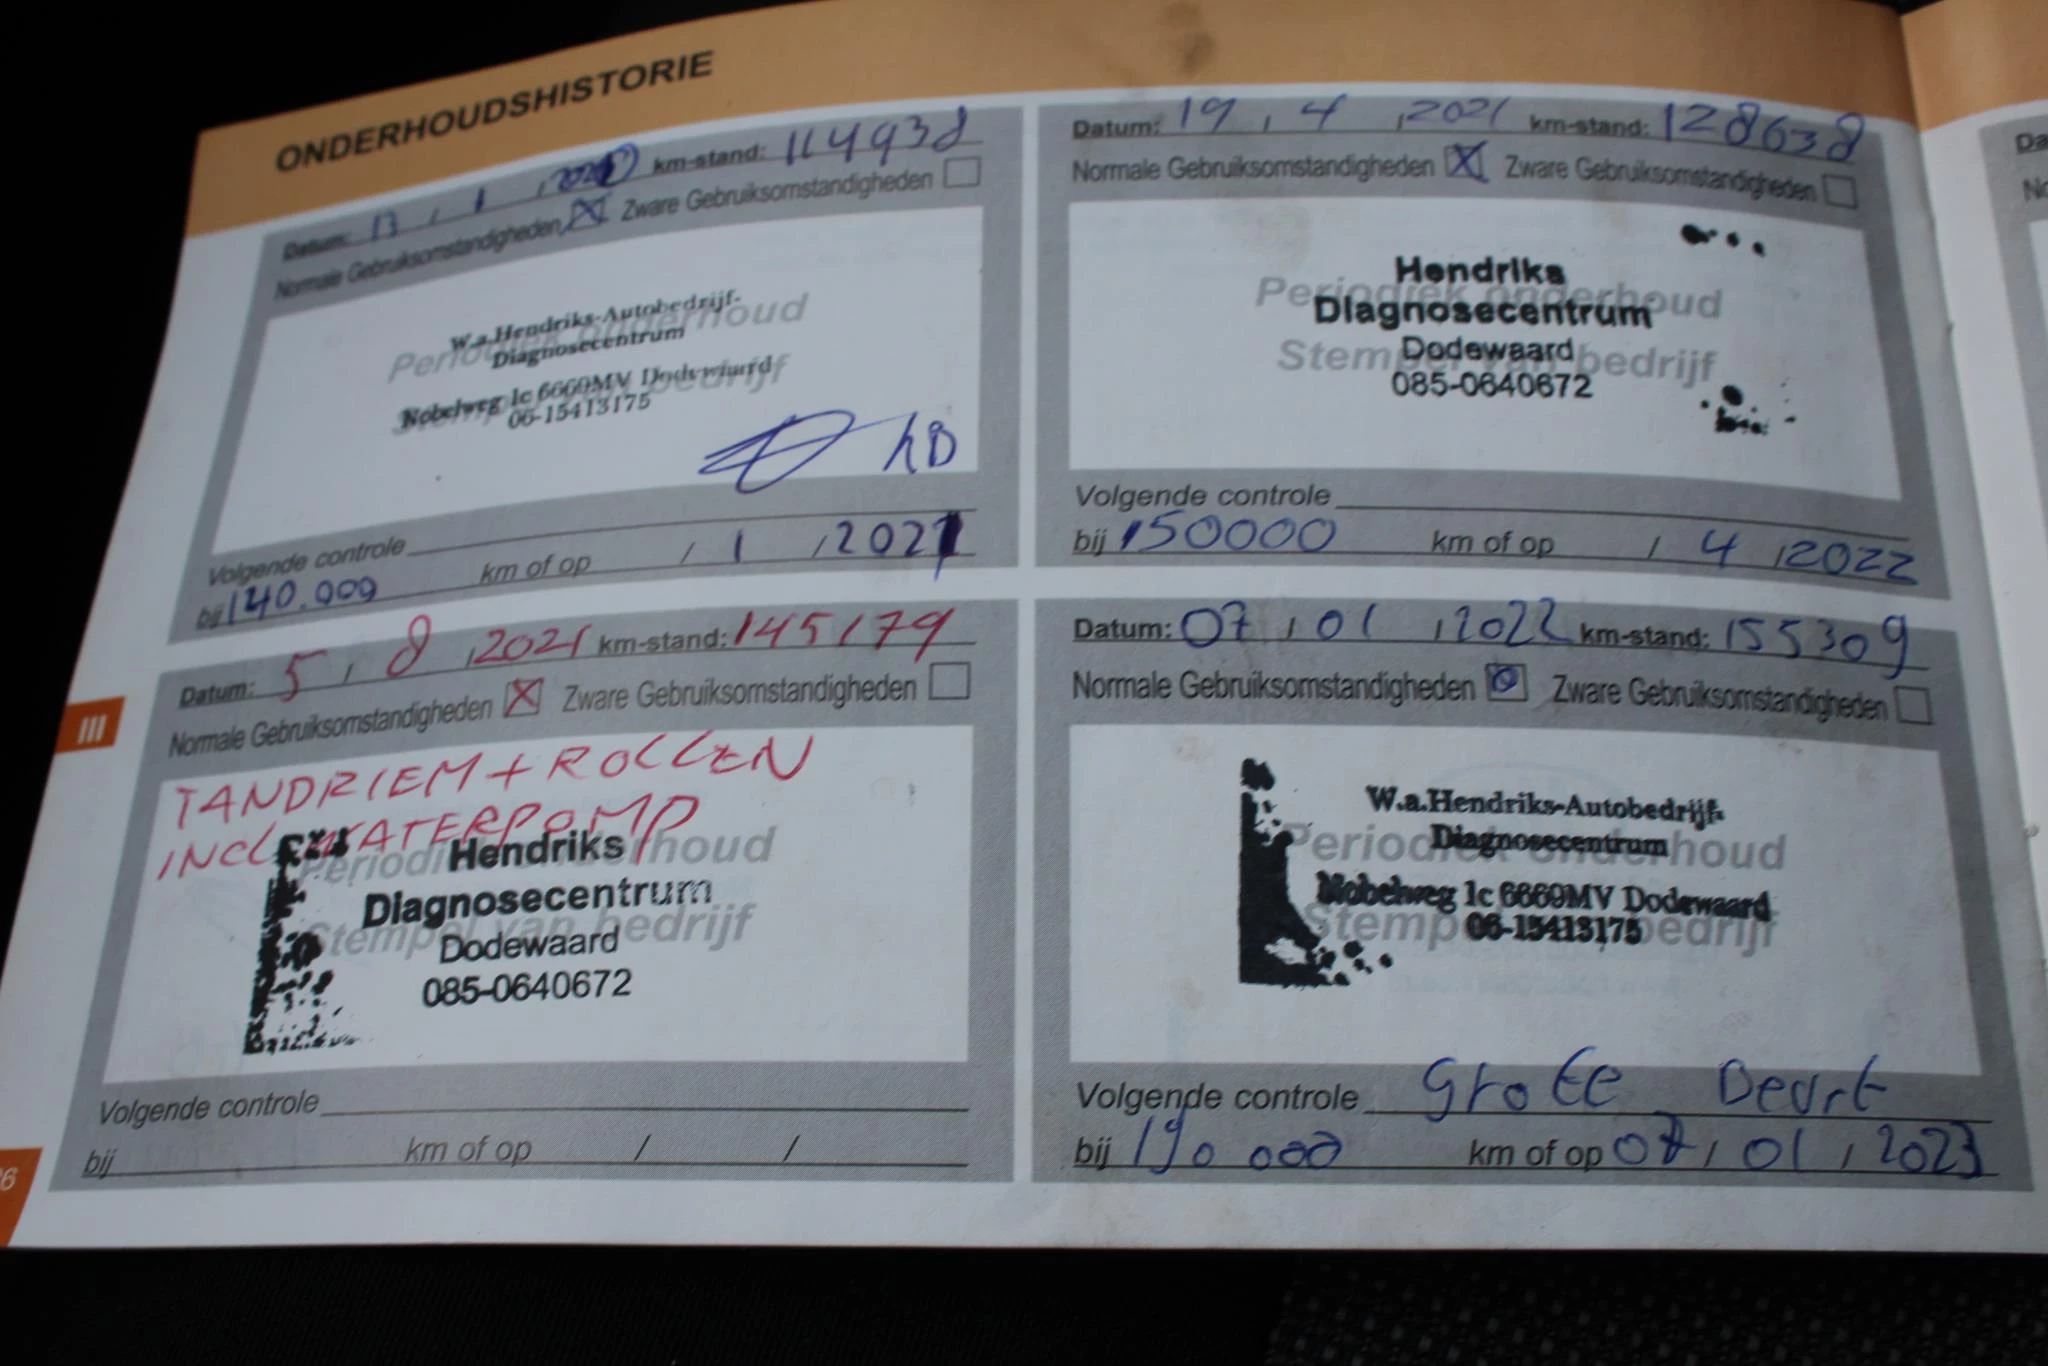 ONDERHOUDSHISTORIE
Datum: 13 / 1 / km-stand: 114938
Normale Gebruiksomstandigheden X Zware Gebruiksomstandigheden
W.a.Hendriks-Autobedrijf-
Diagnosecentrum
Nobelweg 1c 6669MV Dodewaard
06-15413175
Periodiek onderhoud
Stempel van bedrijf
Volgende controle
bij 140.000 km of op / 1 / 2021
Datum: 19 / 4 / 2021 km-stand: 128638
Normale Gebruiksomstandigheden X Zware Gebruiksomstandigheden
Hendriks
Diagnosecentrum
Dodewaard
085-0640672
Periodiek onderhoud
Stempel van bedrijf
Volgende controle
bij 150000 km of op / 4 / 2022
III
Datum: 5 / 8 / 2021 km-stand: 145179
Normale Gebruiksomstandigheden X Zware Gebruiksomstandigheden
TANDRIEM + ROLLEN
INCL WATERPOMP
Hendriks
Diagnosecentrum
Dodewaard
085-0640672
Periodiek onderhoud
Stempel van bedrijf
Volgende controle
bij km of op / /
Datum: 07 / 01 / 2022 km-stand: 155309
Normale Gebruiksomstandigheden Zware Gebruiksomstandigheden
W.a.Hendriks-Autobedrijf-
Diagnosecentrum
Nobelweg 1c 6669MV Dodewaard
06-15413175
Periodiek onderhoud
Stempel van bedrijf
Volgende controle Grote Beurt
bij 190 000 km of op 07 / 01 / 2023